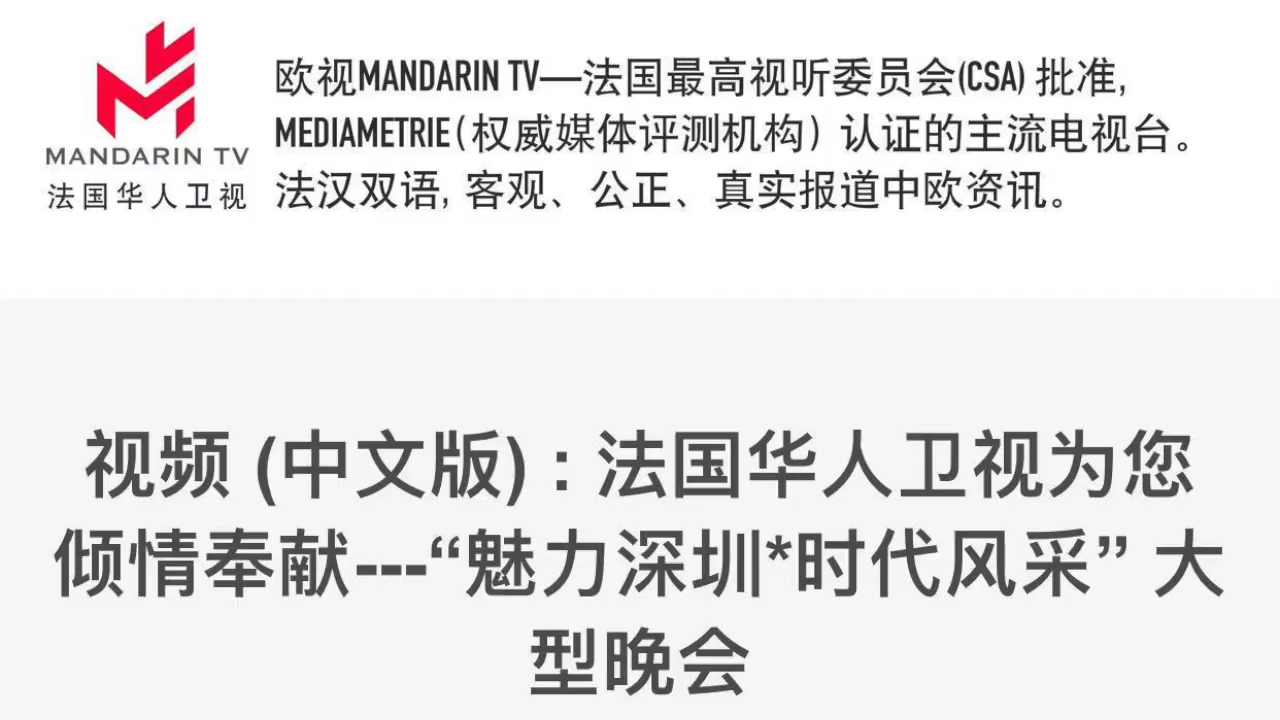 MANDARIN TV
法国华人卫视
欧视MANDARIN TV—法国最高视听委员会(CSA) 批准,
MEDIAMETRIE(权威媒体评测机构) 认证的主流电视台。
法汉双语, 客观、公正、真实报道中欧资讯。
视频 (中文版) : 法国华人卫视为您
倾情奉献---“魅力深圳*时代风采” 大
型晚会